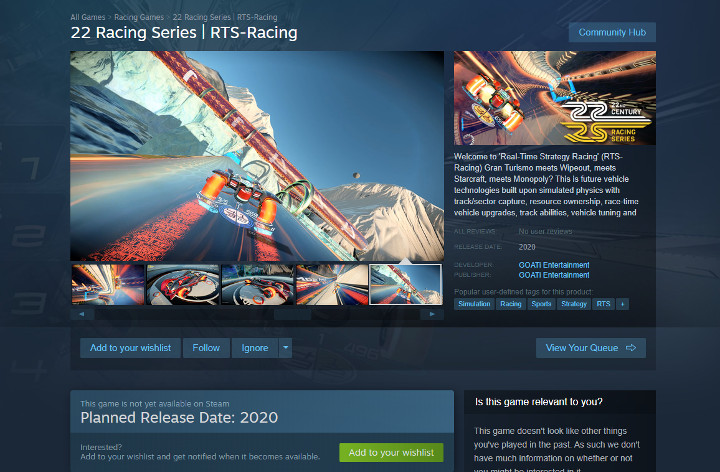 All Games > Racing Games > 22 Racing Series | RTS-Racing
22 Racing Series | RTS-Racing
Community Hub
22ND
CENTURY
RACING
SERIES
Welcome to 'Real-Time Strategy Racing' (RTS-
Racing) Gran Turismo meets Wipeout, meets
Starcraft, meets Monopoly? This is future vehicle
technologies built upon simulated physics with
track/sector capture, resource ownership, race-time
vehicle upgrades, track abilities, vehicle tuning and
ALL REVIEWS: No user reviews
RELEASE DATE: 2020
DEVELOPER: GOATi Entertainment
PUBLISHER: GOATi Entertainment
Popular user-defined tags for this product:
Simulation Racing Sports Strategy RTS +
Add to your wishlist Follow Ignore View Your Queue
This game is not yet available on Steam
Planned Release Date: 2020
Interested?
Add to your wishlist and get notified when it becomes available.
Add to your wishlist
Is this game relevant to you?
This game doesn't look like other things
you've played in the past. As such we don't
have much information on whether or not
you might be interested in it